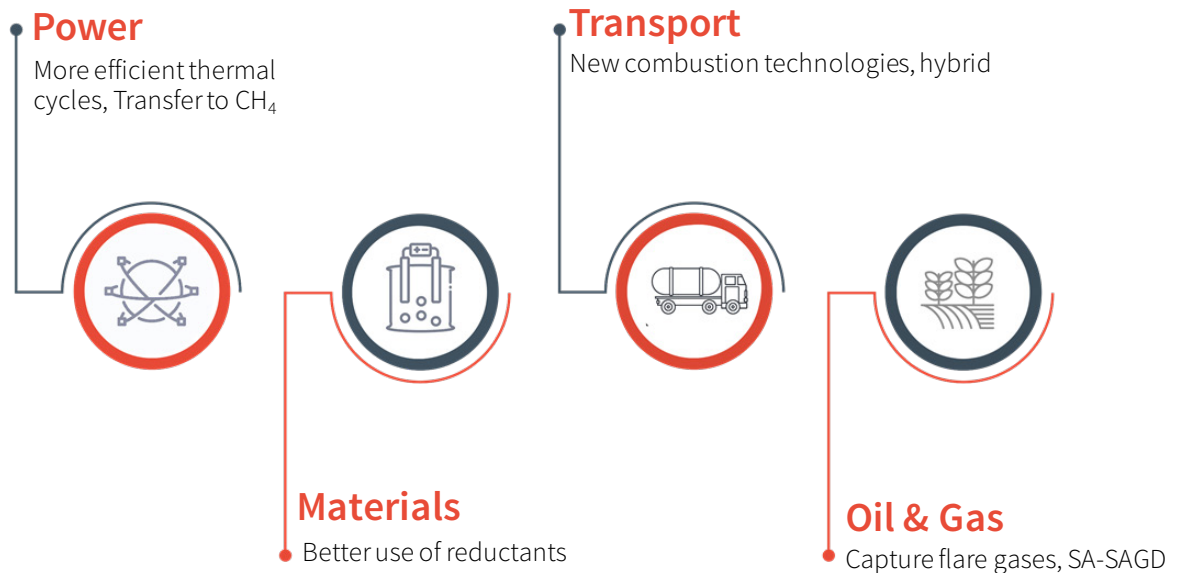 Power
More efficient thermal
cycles, Transfer to CH₄
Transport
New combustion technologies, hybrid
Materials
Better use of reductants
Oil & Gas
Capture flare gases, SA-SAGD